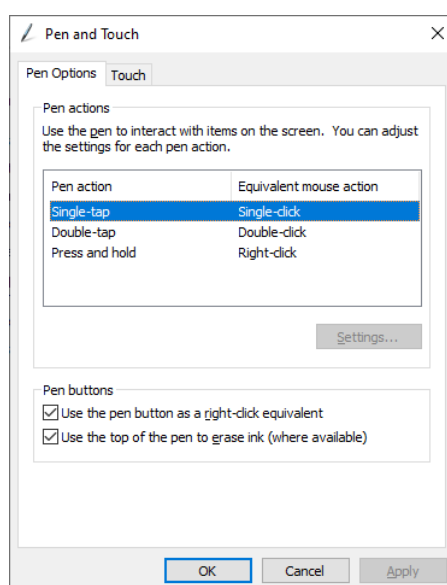 Pen and Touch
Pen Options Touch
Pen actions
Use the pen to interact with items on the screen. You can adjust
the settings for each pen action.
Pen action Equivalent mouse action
Single-tap Single-click
Double-tap Double-click
Press and hold Right-click
Settings...
Pen buttons
Use the pen button as a right-click equivalent
Use the top of the pen to erase ink (where available)
OK Cancel Apply